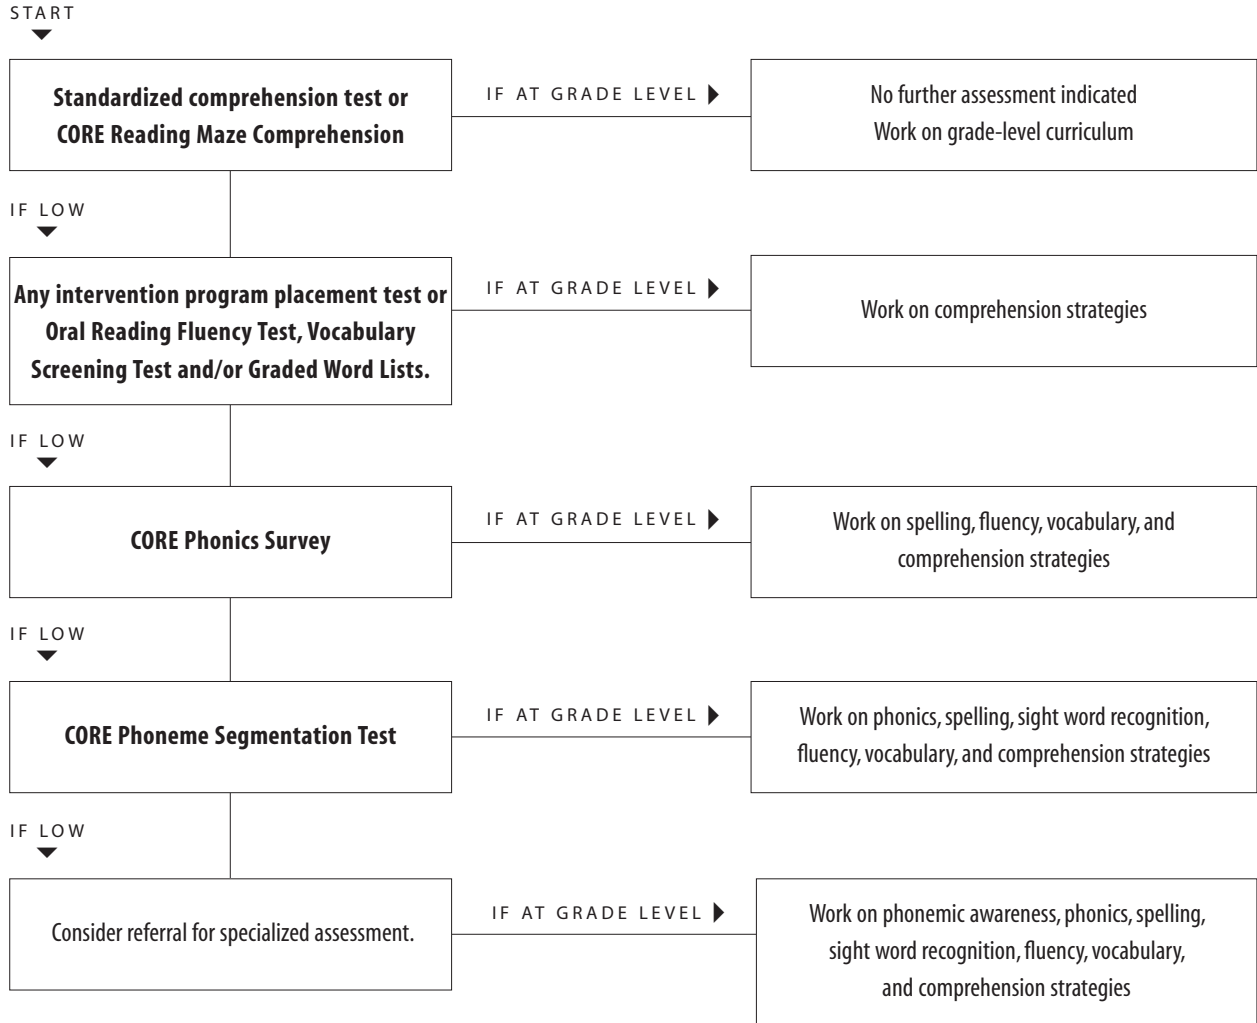 START
Standardized comprehension test or
CORE Reading Maze Comprehension
IF AT GRADE LEVEL
No further assessment indicated
Work on grade-level curriculum
IF LOW
Any intervention program placement test or
Oral Reading Fluency Test, Vocabulary
Screening Test and/or Graded Word Lists.
IF AT GRADE LEVEL
Work on comprehension strategies
IF LOW
CORE Phonics Survey
IF AT GRADE LEVEL
Work on spelling, fluency, vocabulary, and
comprehension strategies
IF LOW
CORE Phoneme Segmentation Test
IF AT GRADE LEVEL
Work on phonics, spelling, sight word recognition,
fluency, vocabulary, and comprehension strategies
IF LOW
Consider referral for specialized assessment.
IF AT GRADE LEVEL
Work on phonemic awareness, phonics, spelling,
sight word recognition, fluency, vocabulary,
and comprehension strategies